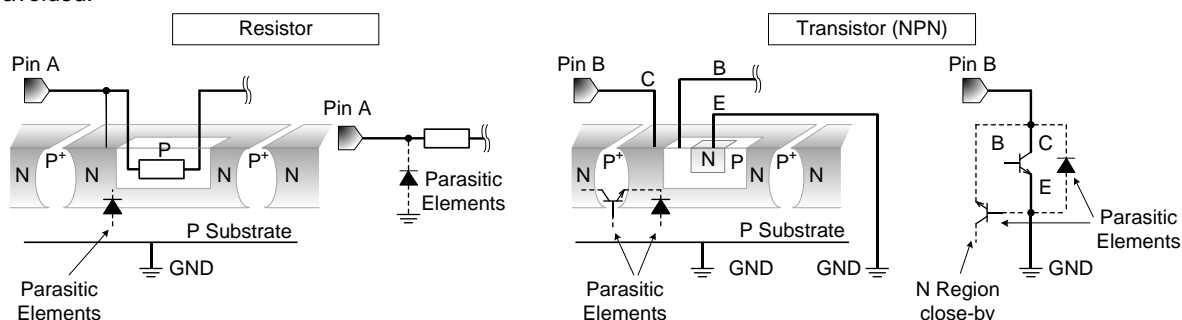 avoided.
Resistor
Transistor (NPN)
Pin A
N
P+
N
P
N
P+
N
Parasitic
Elements
P Substrate
GND
Pin A
Parasitic
Elements
Pin B
C
B
E
N
P+
N
N
P
N
P+
N
P Substrate
GND
GND
Parasitic
Elements
Pin B
B
C
E
Parasitic
Elements
GND
N Region
close-by